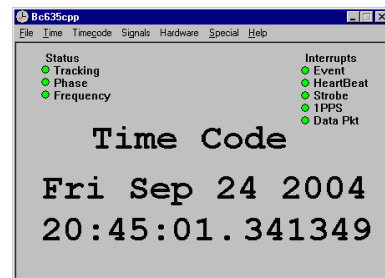 Bc635cpp
File Time Timecode Signals Hardware Special Help
Status
Tracking
Phase
Frequency
Interrupts
Event
HeartBeat
Strobe
1PPS
Data Pkt
Time Code
Fri Sep 24 2004
20:45:01.341349